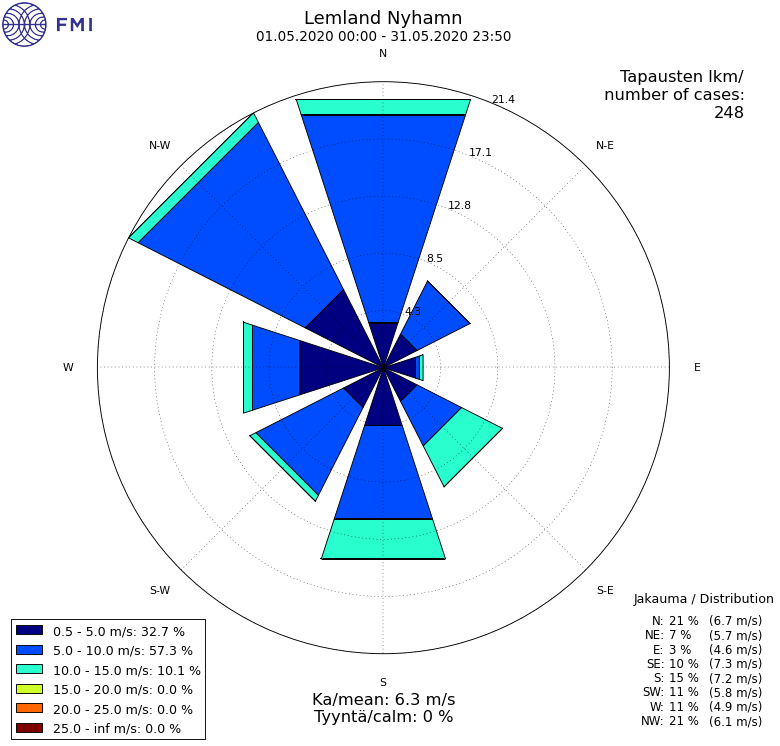 FMI
Lemland Nyhamn
01.05.2020 00:00 - 31.05.2020 23:50
Tapausten lkm/
number of cases:
248
N
N-E
E
S-E
S
S-W
W
N-W
21.4
17.1
12.8
8.5
4.3
0.5 - 5.0 m/s: 32.7 %
5.0 - 10.0 m/s: 57.3 %
10.0 - 15.0 m/s: 10.1 %
15.0 - 20.0 m/s: 0.0 %
20.0 - 25.0 m/s: 0.0 %
25.0 - inf m/s: 0.0 %
Ka/mean: 6.3 m/s
Tyyntä/calm: 0 %
Jakauma / Distribution
N: 21 % (6.7 m/s)
NE: 7 % (5.7 m/s)
E: 3 % (4.6 m/s)
SE: 10 % (7.3 m/s)
S: 15 % (7.2 m/s)
SW: 11 % (5.8 m/s)
W: 11 % (4.9 m/s)
NW: 21 % (6.1 m/s)